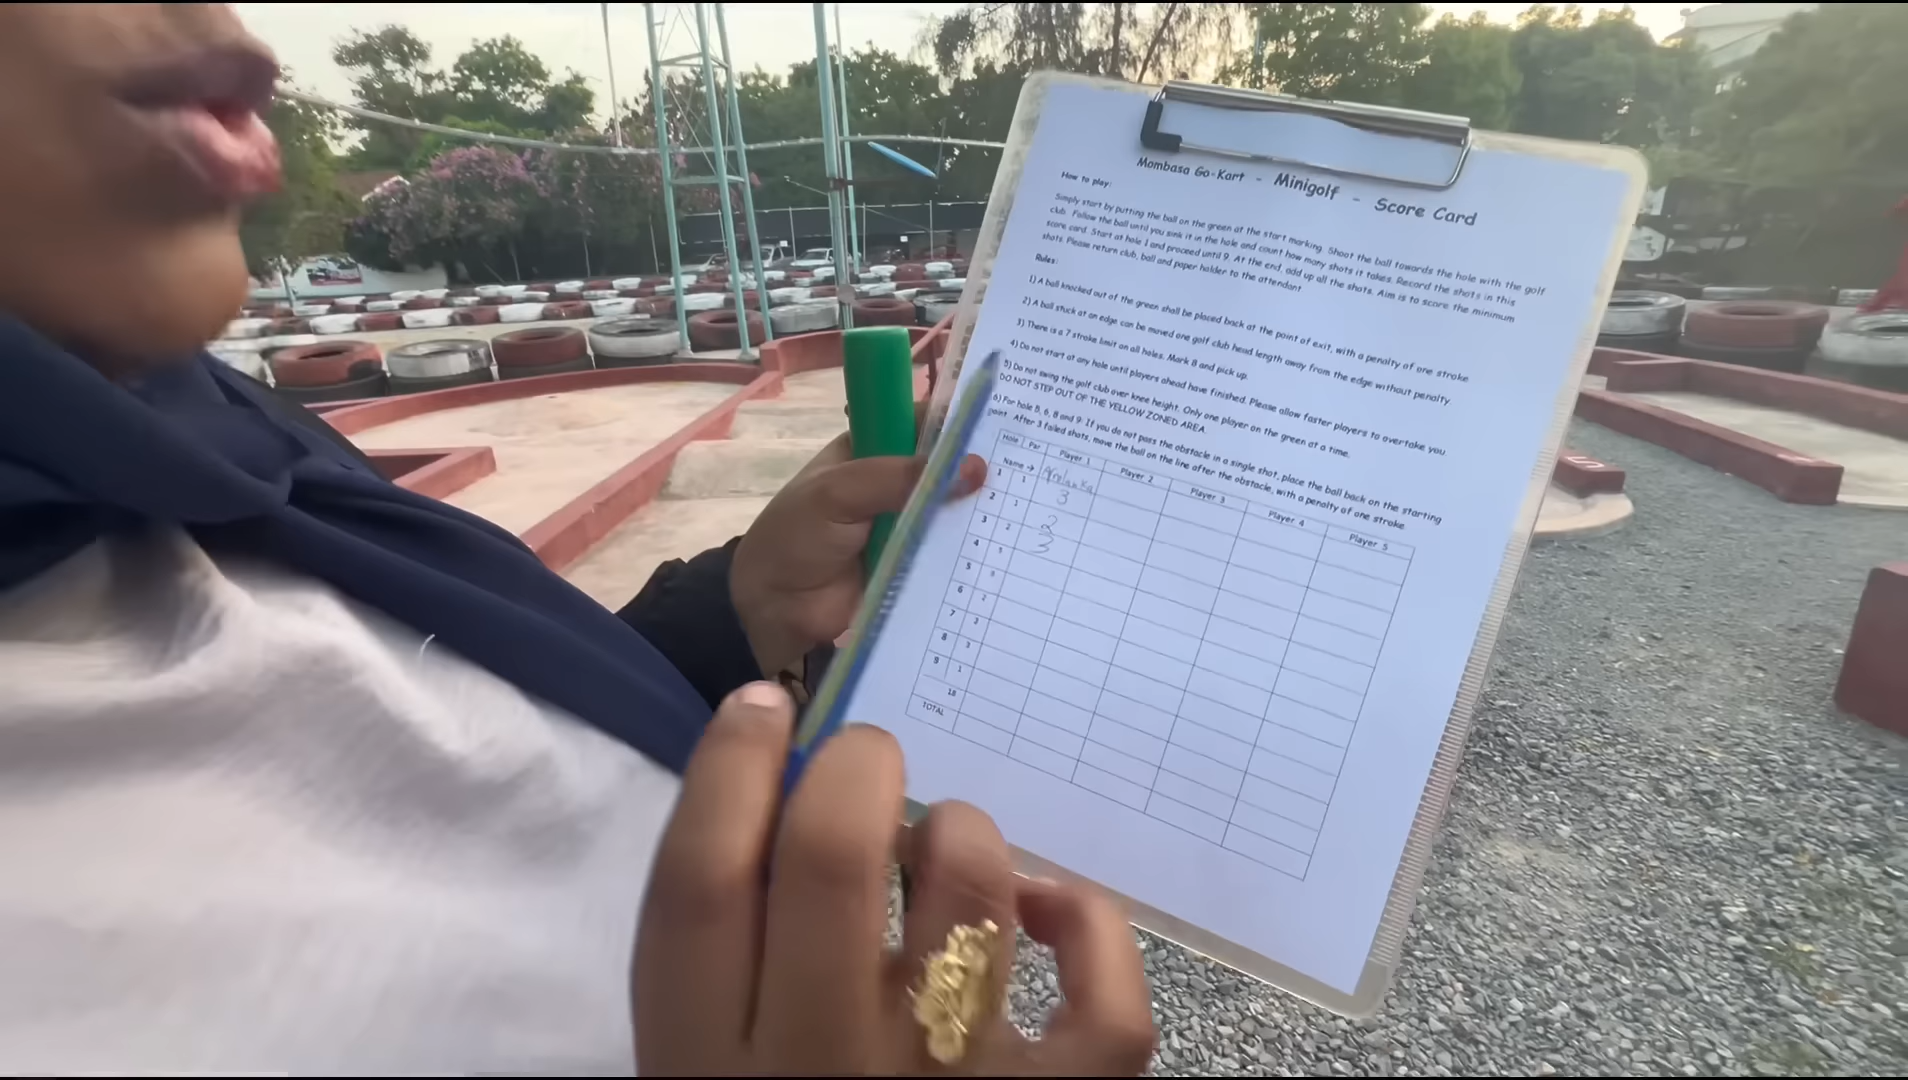 Mombasa Go-Kart - Minigolf - Score Card
How to play:
Simply start by putting the ball on the green at the start marking. Shoot the ball towards the hole with the golf
club. Follow the ball until you sink it in the hole and count how many shots it takes. Record the shots in this
score card. Start at hole 1 and proceed until 9. At the end, add up all the shots. Aim is to score the minimum
shots. Please return club, ball and paper holder to the attendant
Rules:
1) A ball knocked out of the green shall be placed back at the point of exit, with a penalty of one stroke
2) A ball stuck at an edge can be moved one golf club head length away from the edge without penalty
3) There is a 7 stroke limit on all holes. Mark 8 and pick up.
4) Do not start at any hole until players ahead have finished. Please allow faster players to overtake you
5) Do not swing the golf club over knee height. Only one player on the green at a time.
DO NOT STEP OUT OF THE YELLOW ZONED AREA.
6) For hole 5, 6, 8 and 9: If you do not pass the obstacle in a single shot, place the ball back on the starting
point. After 3 failed shots, move the ball on the line after the obstacle, with a penalty of one stroke
Hole Par Player 1 Player 2 Player 3 Player 4 Player 5
Name →
1 1 3
2 1 2
3 2 3
4
5
6 2
7
8
9 1
18
TOTAL